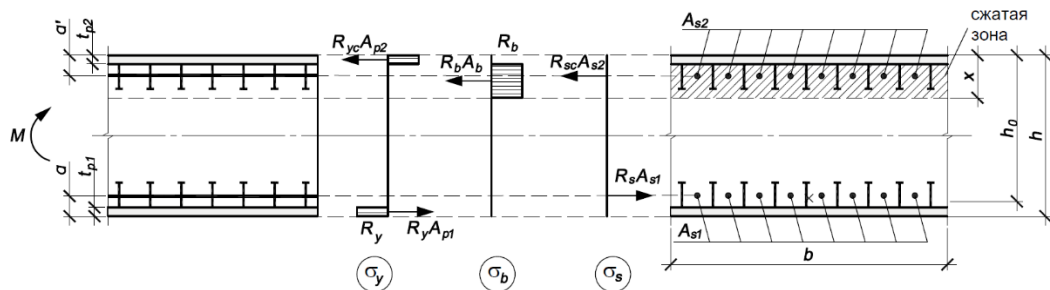 a'
t_p2
M
a
t_p1
R_yc A_p2
R_b A_b
R_b
R_sc A_s2
R_s A_s1
R_y
R_y A_p1
σ_y
σ_b
σ_s
A_s2
сжатая
зона
x
h_0
h
A_s1
b